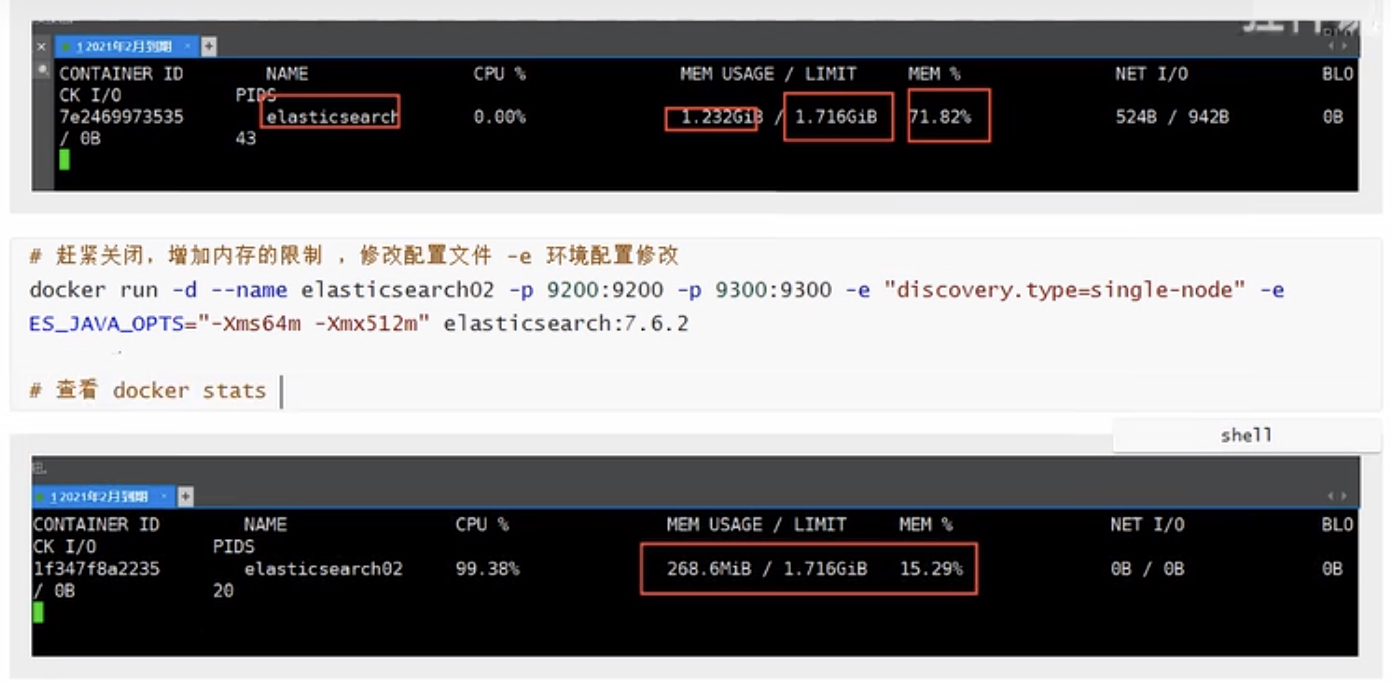 1 2021年2月到期 × +
CONTAINER ID NAME CPU % MEM USAGE / LIMIT MEM % NET I/O BLO
CK I/O PIDS
7e2469973535 elasticsearch 0.00% 1.232GiB / 1.716GiB 71.82% 524B / 942B 0B
/ 0B 43
# 赶紧关闭，增加内存的限制 ，修改配置文件 -e 环境配置修改
docker run -d --name elasticsearch02 -p 9200:9200 -p 9300:9300 -e "discovery.type=single-node" -e
ES_JAVA_OPTS="-Xms64m -Xmx512m" elasticsearch:7.6.2
# 查看 docker stats
shell
1 2021年2月到期 × +
CONTAINER ID NAME CPU % MEM USAGE / LIMIT MEM % NET I/O BLO
CK I/O PIDS
1f347f8a2235 elasticsearch02 99.38% 268.6MiB / 1.716GiB 15.29% 0B / 0B 0B
/ 0B 20